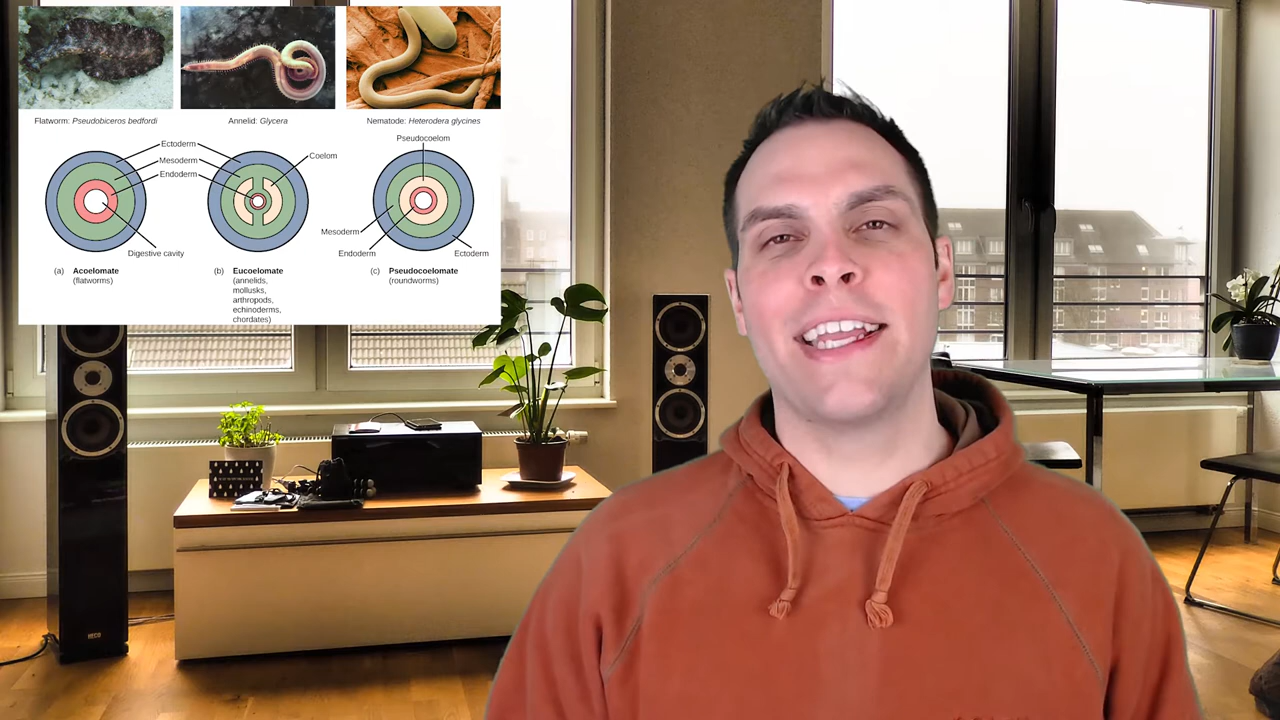 Flatworm: Pseudobiceros bedfordi
Annelid: Glycera
Nematode: Heterodera glycines
Ectoderm
Mesoderm
Endoderm
Digestive cavity
Coelom
Pseudocoelom
Mesoderm
Endoderm
Ectoderm
(a) Acoelomate
(flatworms)
(b) Eucoelomate
(annelids,
mollusks,
arthropods,
echinoderms,
chordates)
(c) Pseudocoelomate
(roundworms)
HECO